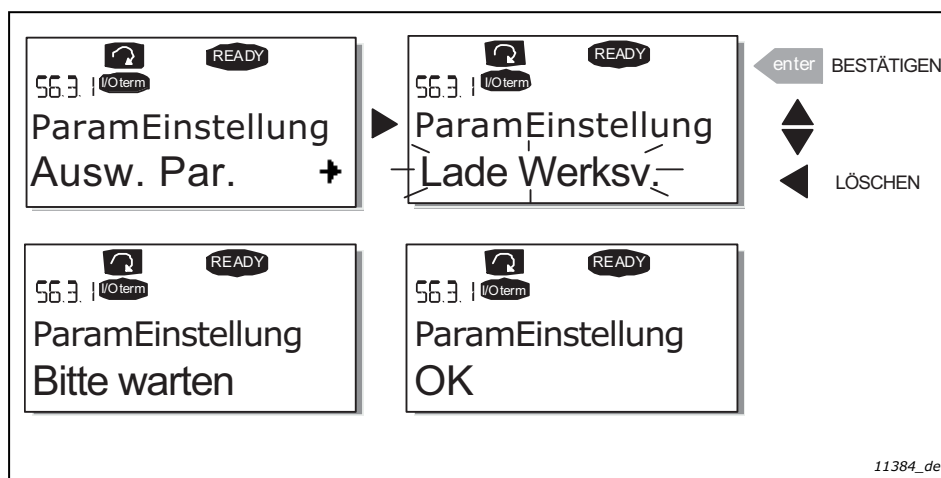 READY
S6.3.1 I/Oterm
ParamEinstellung
Ausw. Par.
READY
S6.3.1 I/Oterm
ParamEinstellung
Lade Werksv.
enter BESTÄTIGEN
LÖSCHEN
READY
S6.3.1 I/Oterm
ParamEinstellung
Bitte warten
READY
S6.3.1 I/Oterm
ParamEinstellung
OK
11384_de